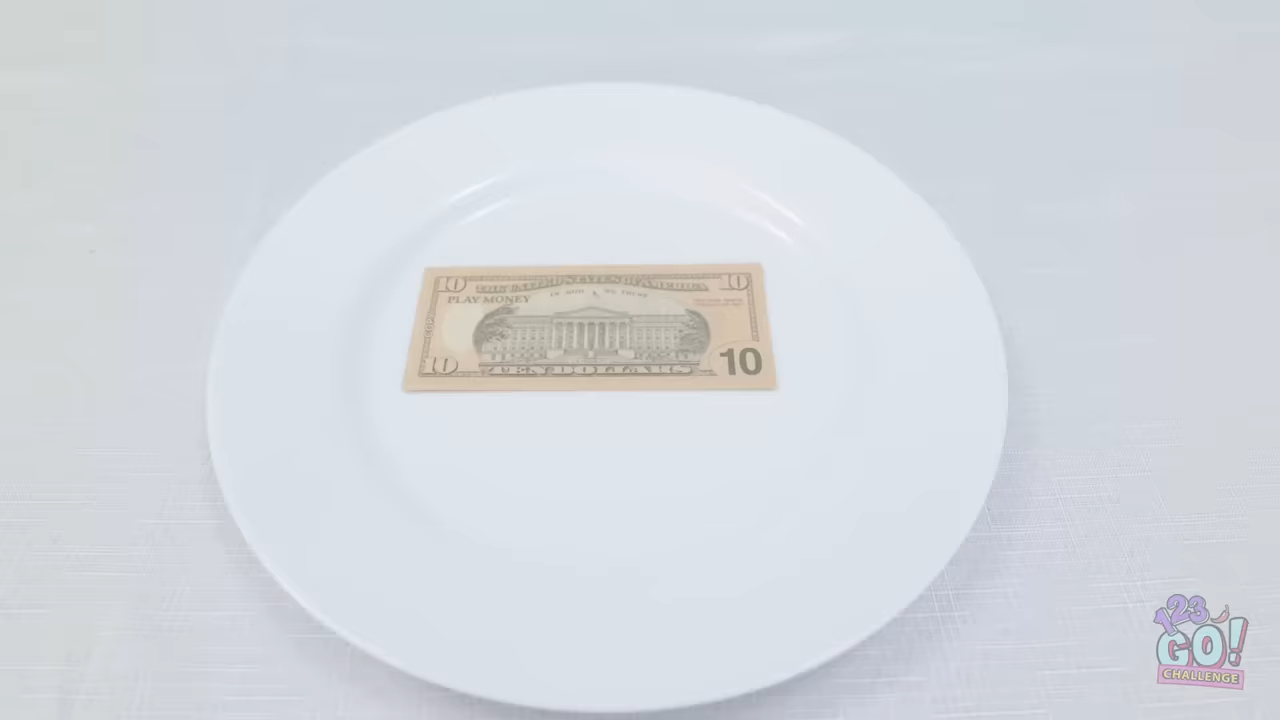 10 THE UNITED STATES OF AMERICA 10
PLAY MONEY
IN GOD WE TRUST
10 TEN DOLLARS 10
123
GO!
CHALLENGE